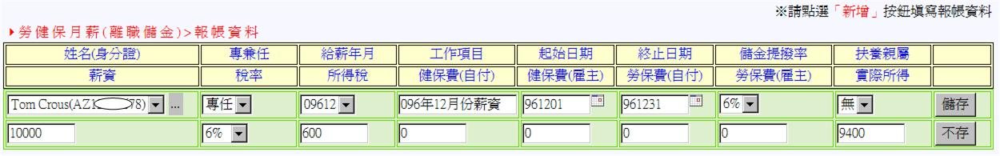 ※請點選「新增」按鈕填寫報帳資料
勞健保月薪(離職儲金)>報帳資料
姓名(身分證) 專兼任 給薪年月 工作項目 起始日期 終止日期 儲金提撥率 扶養親屬
薪資 稅率 所得稅 健保費(自付) 健保費(雇主) 勞保費(自付) 勞保費(雇主) 實際所得
Tom Crous(AZ1 78) ... 專任 09612 096年12月份薪資 961201 961231 6% 無 儲存
10000 6% 600 0 0 0 0 9400 不存